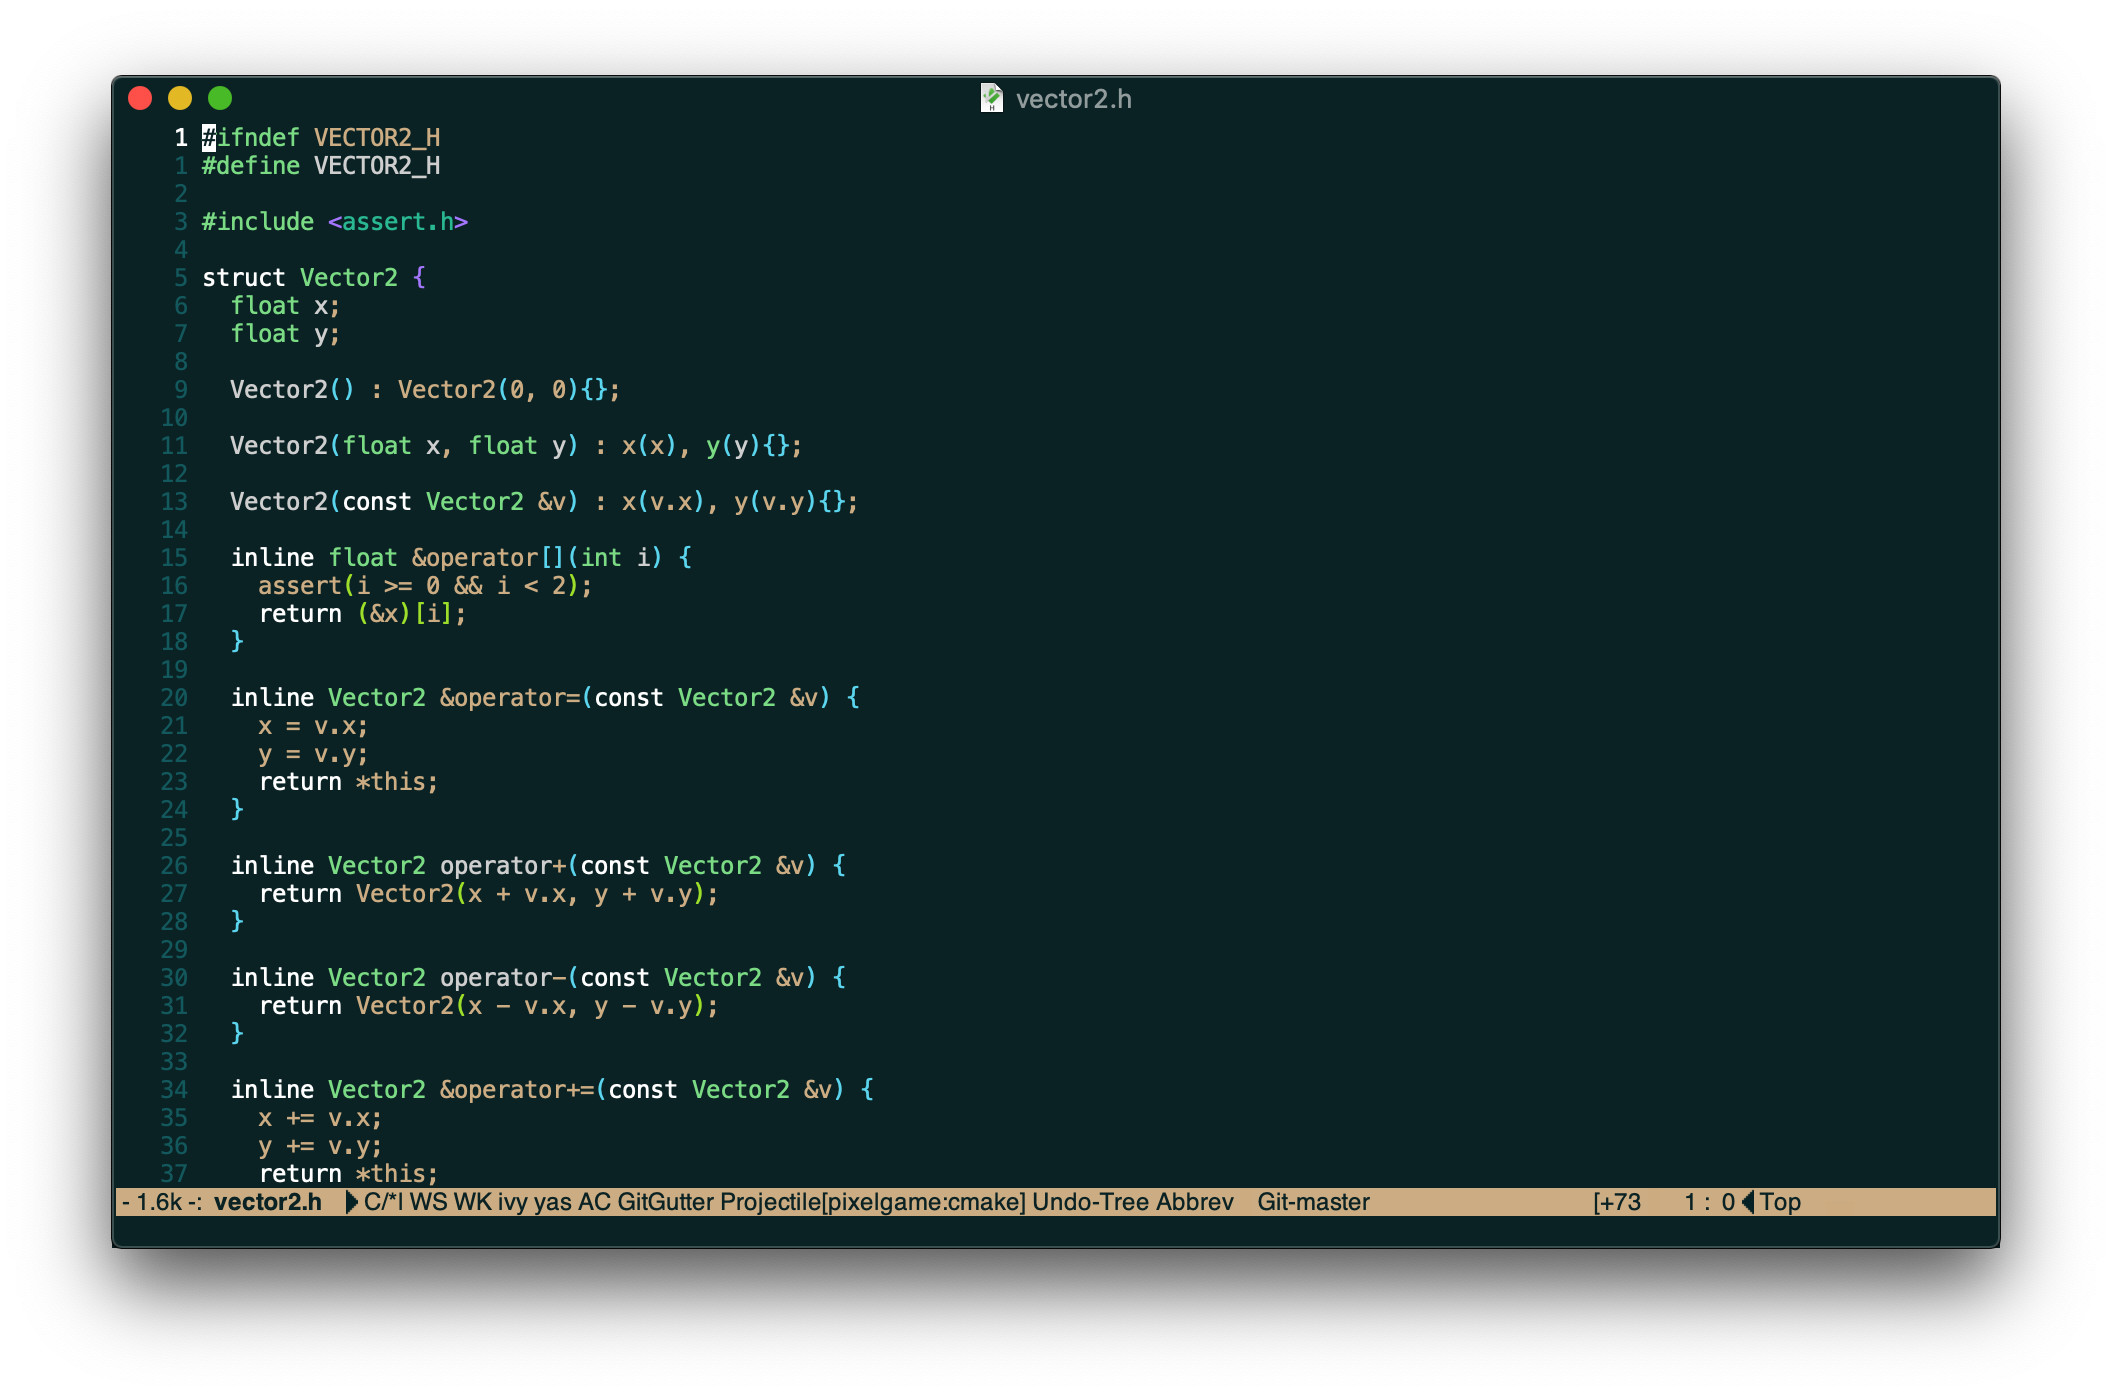 vector2.h
1 #ifndef VECTOR2_H
1 #define VECTOR2_H
2
3 #include <assert.h>
4
5 struct Vector2 {
6   float x;
7   float y;
8
9   Vector2() : Vector2(0, 0){};
10
11   Vector2(float x, float y) : x(x), y(y){};
12
13   Vector2(const Vector2 &v) : x(v.x), y(v.y){};
14
15   inline float &operator[](int i) {
16     assert(i >= 0 && i < 2);
17     return (&x)[i];
18   }
19
20   inline Vector2 &operator=(const Vector2 &v) {
21     x = v.x;
22     y = v.y;
23     return *this;
24   }
25
26   inline Vector2 operator+(const Vector2 &v) {
27     return Vector2(x + v.x, y + v.y);
28   }
29
30   inline Vector2 operator-(const Vector2 &v) {
31     return Vector2(x - v.x, y - v.y);
32   }
33
34   inline Vector2 &operator+=(const Vector2 &v) {
35     x += v.x;
36     y += v.y;
37     return *this;
- 1.6k -: vector2.h C/*l WS WK ivy yas AC GitGutter Projectile[pixelgame:cmake] Undo-Tree Abbrev Git-master [+73 1 : 0 Top